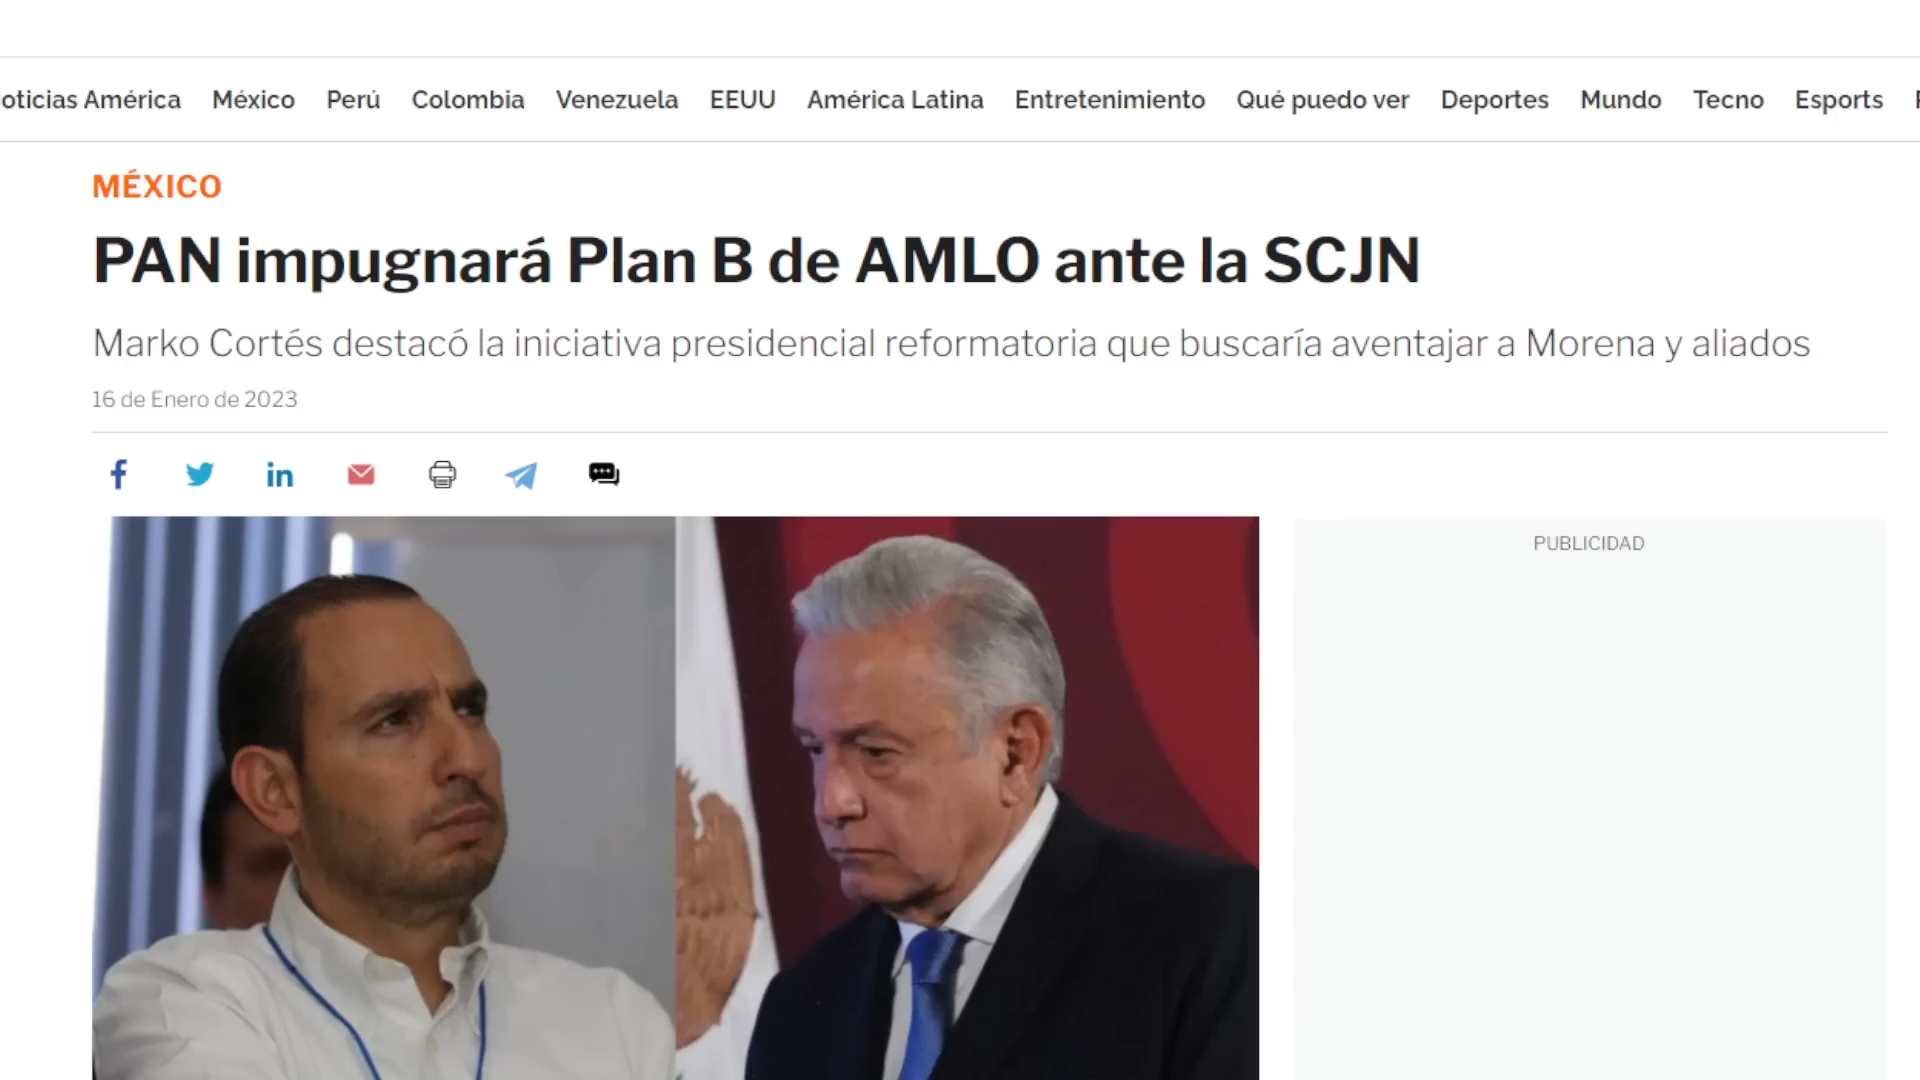 oticias América México Perú Colombia Venezuela EEUU América Latina Entretenimiento Qué puedo ver Deportes Mundo Tecno Esports
MÉXICO
PAN impugnará Plan B de AMLO ante la SCJN
Marko Cortés destacó la iniciativa presidencial reformatoria que buscaría aventajar a Morena y aliados
16 de Enero de 2023
PUBLICIDAD